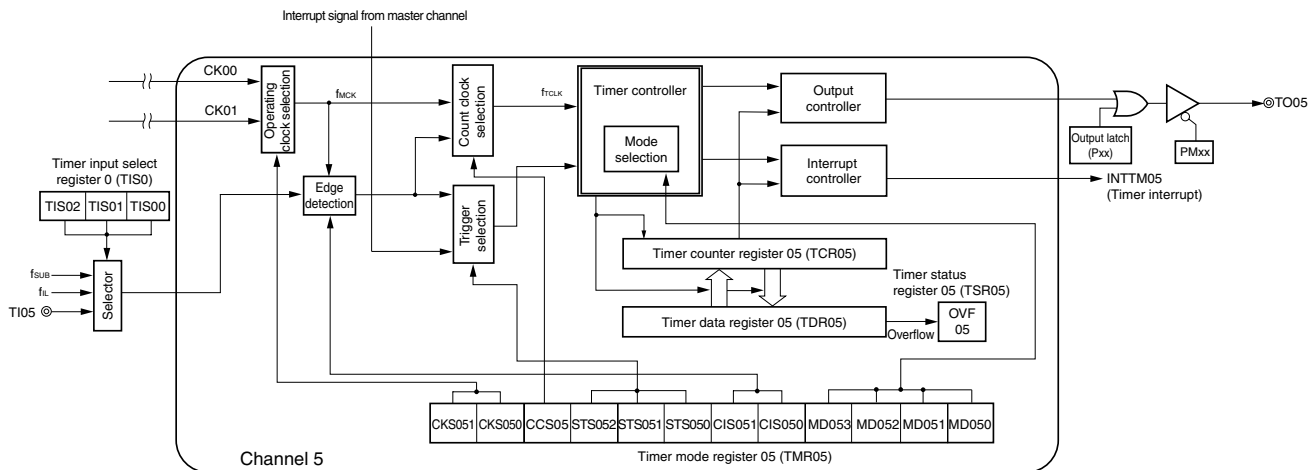 Interrupt signal from master channel
CK00
CK01
Operating
clock selection
fMCK
Count clock
selection
fTCLK
Timer controller
Mode
selection
Output
controller
Interrupt
controller
TO05
Output latch
(Pxx)
PMxx
INTTM05
(Timer interrupt)
Timer input select
register 0 (TIS0)
TIS02 TIS01 TIS00
Edge
detection
Trigger
selection
fSUB
fIL
TI05
Selector
Timer counter register 05 (TCR05)
Timer status
register 05 (TSR05)
Timer data register 05 (TDR05)
Overflow
OVF
05
CKS051 CKS050 CCS05 STS052 STS051 STS050 CIS051 CIS050 MD053 MD052 MD051 MD050
Channel 5
Timer mode register 05 (TMR05)